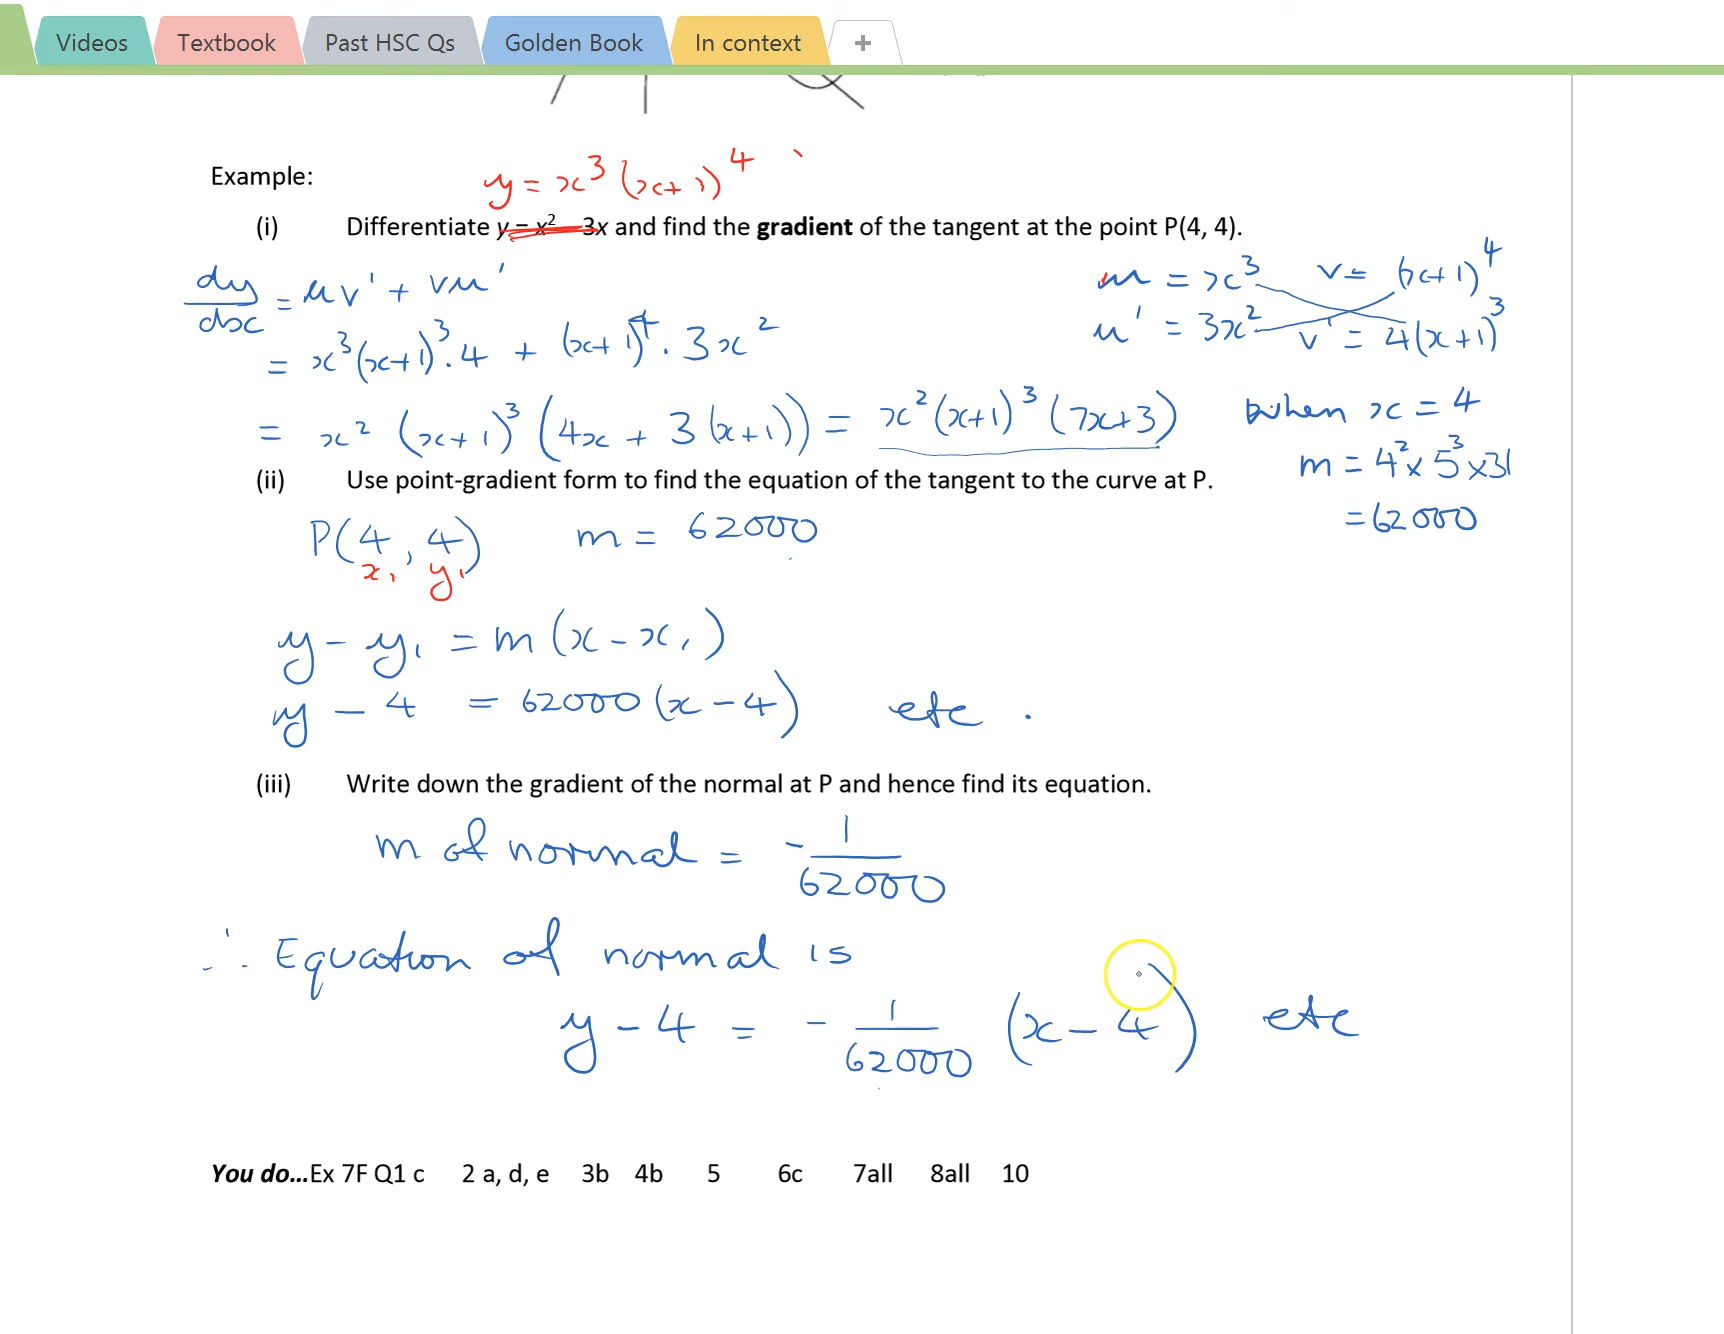 Videos Textbook Past HSC Qs Golden Book In context +
y = x³(x+1)⁴
Example:
(i) Differentiate y = x² – 3x and find the gradient of the tangent at the point P(4, 4).
dy/dx = uv' + vu'
u = x³ v = (x+1)⁴
u' = 3x² v' = 4(x+1)³
= x³(x+1)³.4 + (x+1)⁴.3x²
= x²(x+1)³(4x + 3(x+1)) = x²(x+1)³(7x+3)
when x = 4
m = 4² x 5³ x 31
= 62000
(ii) Use point-gradient form to find the equation of the tangent to the curve at P.
P(4, 4) m = 62000
x₁ y₁
y - y₁ = m(x - x₁)
y - 4 = 62000(x - 4) etc.
(iii) Write down the gradient of the normal at P and hence find its equation.
m of normal = -1/62000
∴ Equation of normal is
y - 4 = -1/62000 (x - 4) etc
You do...Ex 7F Q1 c 2 a, d, e 3b 4b 5 6c 7all 8all 10